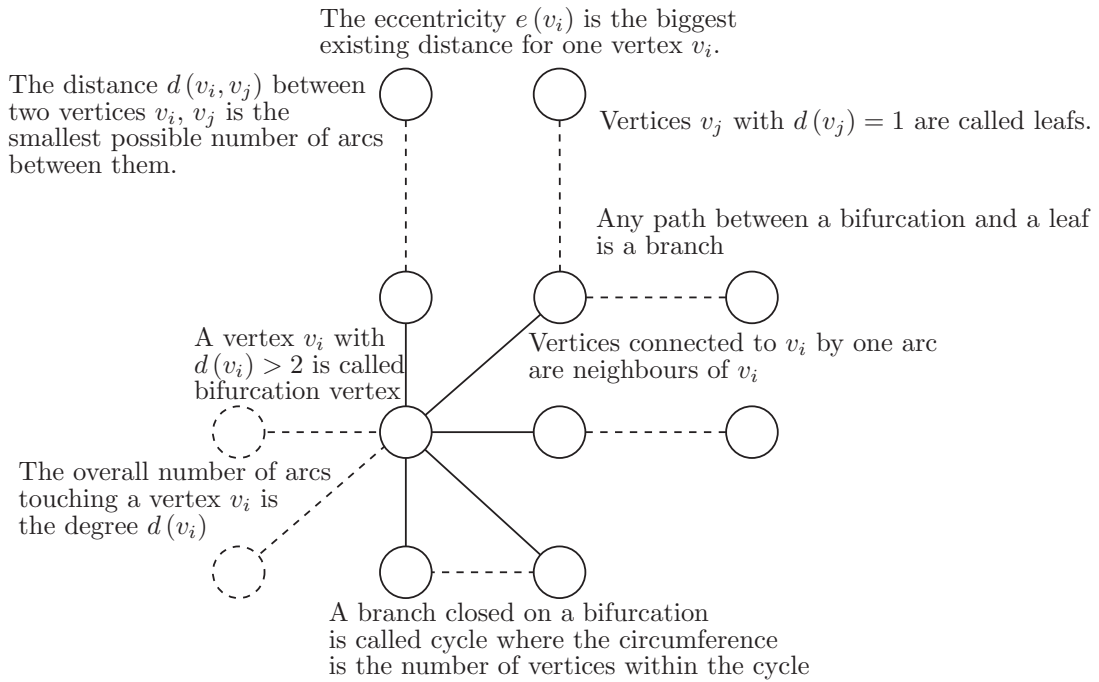 The eccentricity e (v_i) is the biggest
existing distance for one vertex v_i.
The distance d (v_i, v_j) between
two vertices v_i, v_j is the
smallest possible number of arcs
between them.
Vertices v_j with d (v_j) = 1 are called leafs.
Any path between a bifurcation and a leaf
is a branch
A vertex v_i with
d (v_i) > 2 is called
bifurcation vertex
Vertices connected to v_i by one arc
are neighbours of v_i
The overall number of arcs
touching a vertex v_i is
the degree d (v_i)
A branch closed on a bifurcation
is called cycle where the circumference
is the number of vertices within the cycle